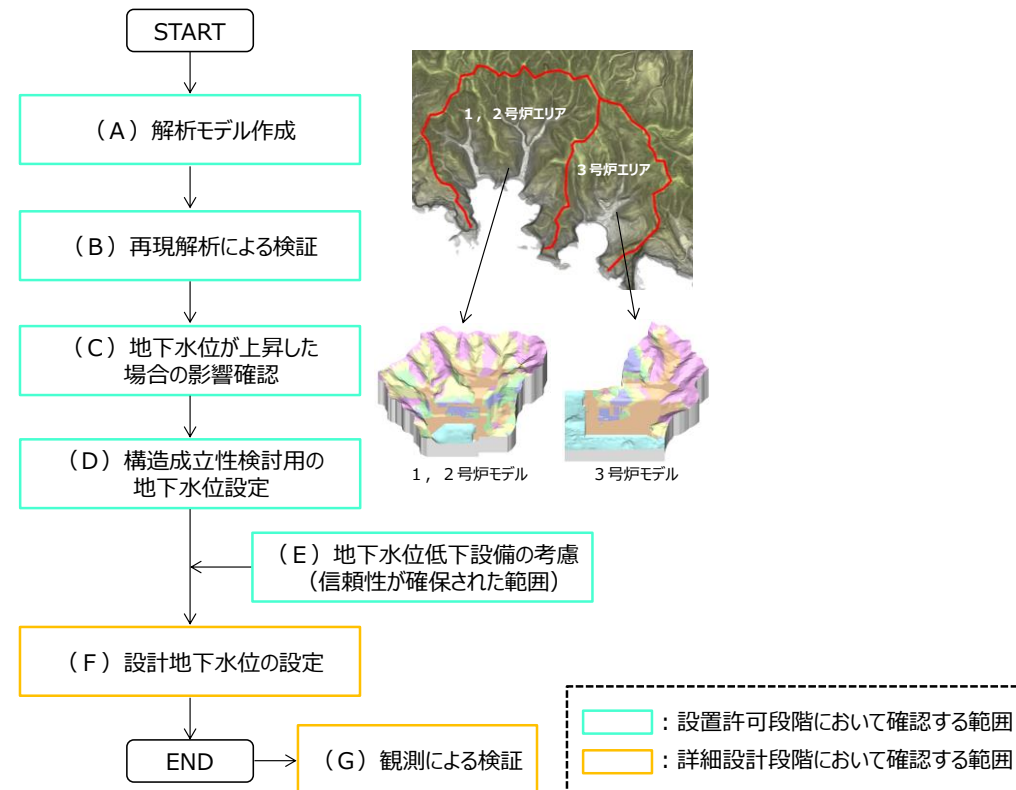 START
（A）解析モデル作成
（B）再現解析による検証
（C）地下水位が上昇した
場合の影響確認
（D）構造成立性検討用の
地下水位設定
（E）地下水位低下設備の考慮
（信頼性が確保された範囲）
（F）設計地下水位の設定
END
（G）観測による検証
1，2号炉エリア
3号炉エリア
1，2号炉モデル
3号炉モデル
：設置許可段階において確認する範囲
：詳細設計段階において確認する範囲